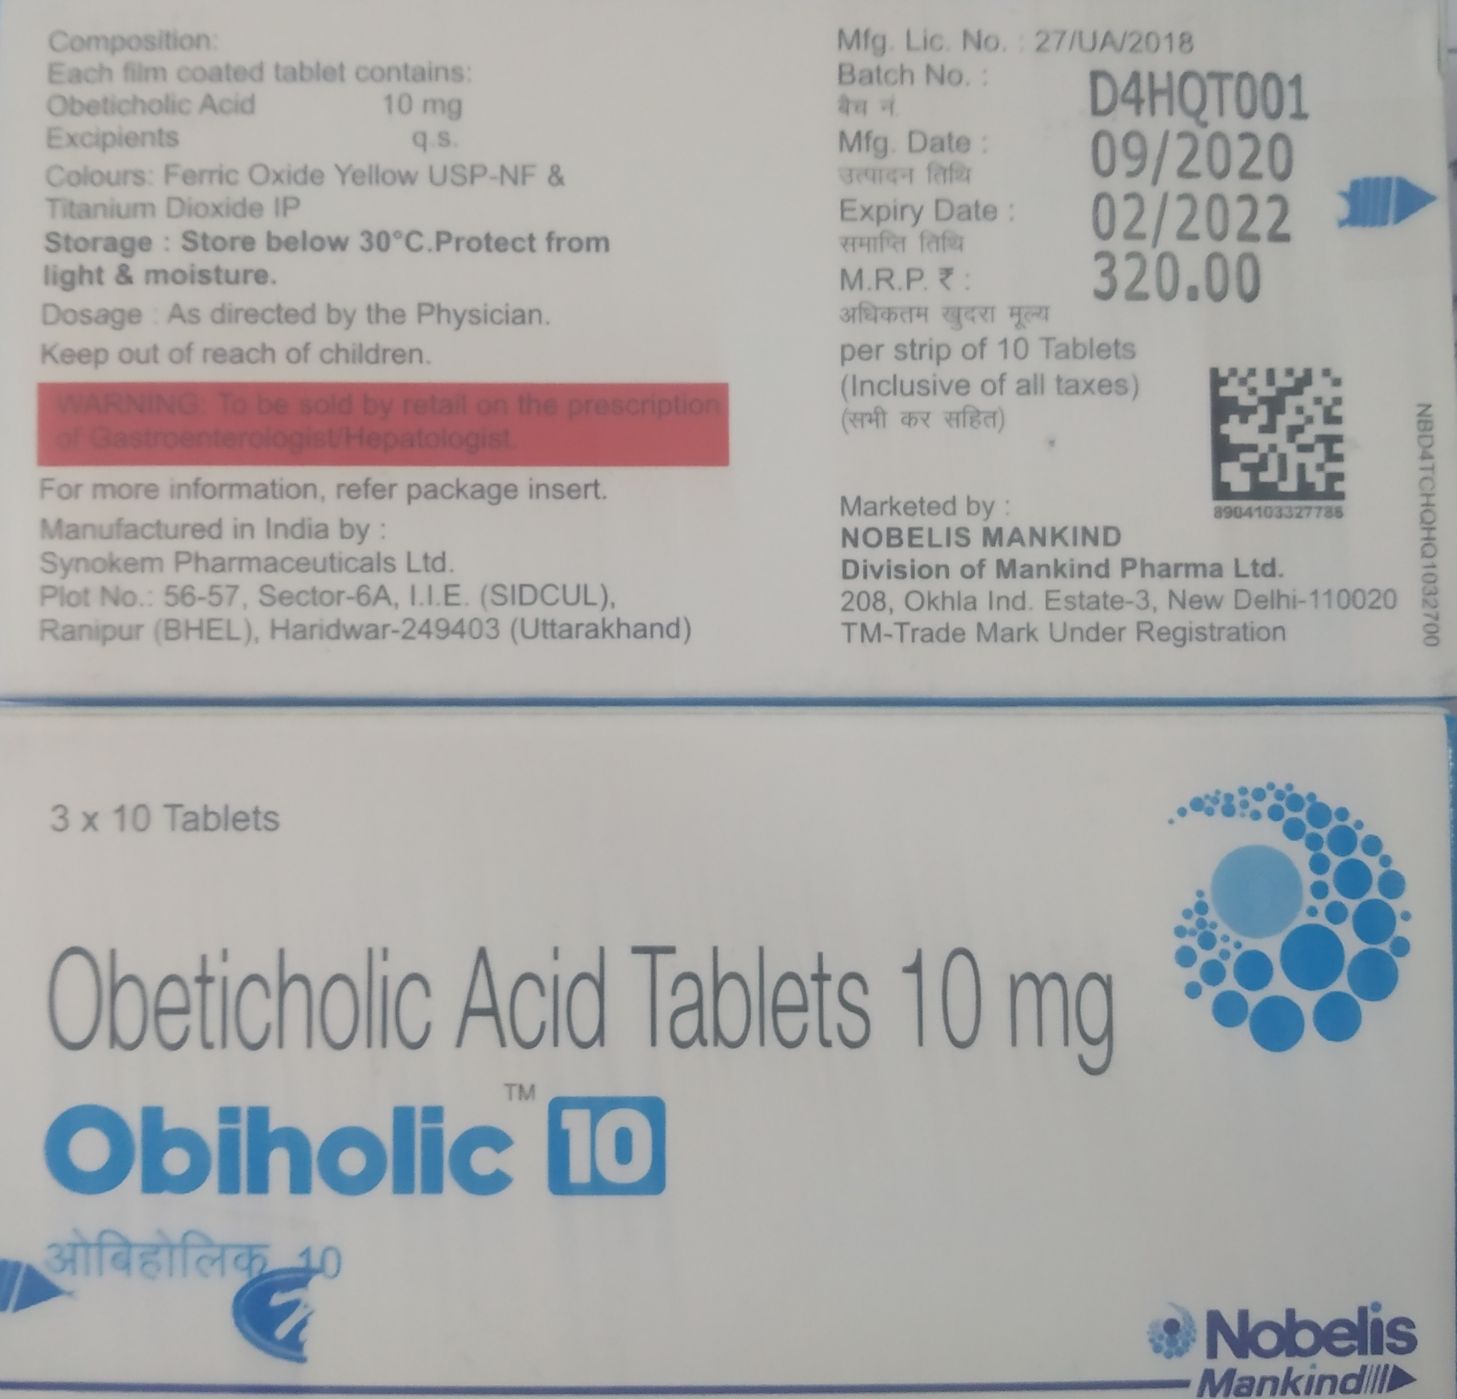 Composition:
Each film coated tablet contains:
Obeticholic Acid 10 mg
Excipients q.s.
Colours: Ferric Oxide Yellow USP-NF &
Titanium Dioxide IP
Storage : Store below 30°C.Protect from
light & moisture.
Dosage : As directed by the Physician.
Keep out of reach of children.
WARNING: To be sold by retail on the prescription
of Gastroenterologist/Hepatologist.
For more information, refer package insert.
Manufactured in India by :
Synokem Pharmaceuticals Ltd.
Plot No.: 56-57, Sector-6A, I.I.E. (SIDCUL),
Ranipur (BHEL), Haridwar-249403 (Uttarakhand)
Mfg. Lic. No. : 27/UA/2018
Batch No. : D4HQT001
बैच नं.
Mfg. Date : 09/2020
उत्पादन तिथि
Expiry Date : 02/2022
समाप्ति तिथि
M.R.P. ₹ : 320.00
अधिकतम खुदरा मूल्य
per strip of 10 Tablets
(Inclusive of all taxes)
(सभी कर सहित)
8904103327786
Marketed by :
NOBELIS MANKIND
Division of Mankind Pharma Ltd.
208, Okhla Ind. Estate-3, New Delhi-110020
TM-Trade Mark Under Registration
NBD4TCHQHQ1032700
3 x 10 Tablets
Obeticholic Acid Tablets 10 mg
Obiholic™ 10
ओबिहोलिक 10
Nobelis
Mankind